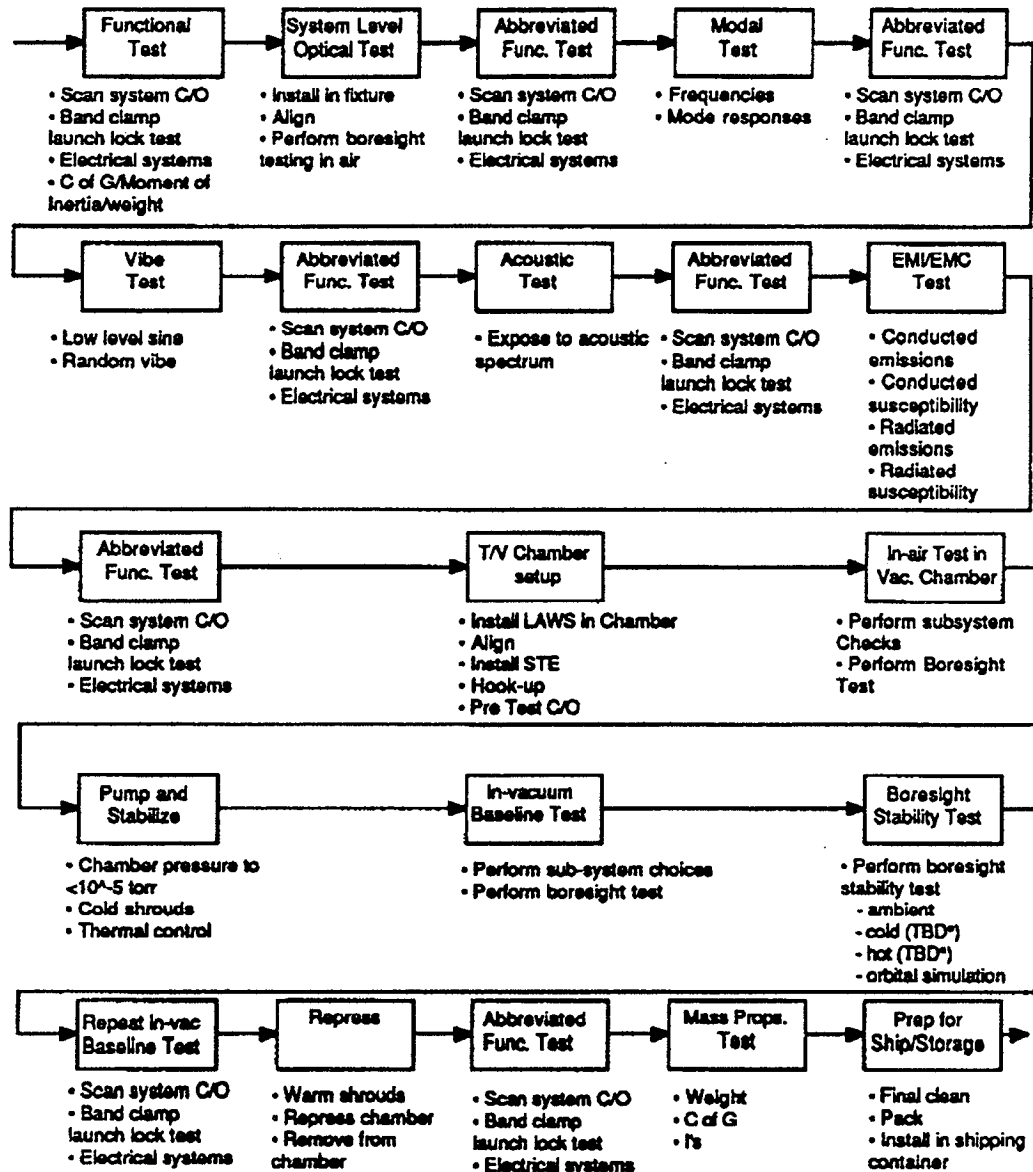 Functional
Test
System Level
Optical Test
Abbreviated
Func. Test
Modal
Test
Abbreviated
Func. Test
• Scan system C/O
• Band clamp
launch lock test
• Electrical systems
• C of G/Moment of
Inertia/weight
• Install in fixture
• Align
• Perform boresight
testing in air
• Scan system C/O
• Band clamp
launch lock test
• Electrical systems
• Frequencies
• Mode responses
• Scan system C/O
• Band clamp
launch lock test
• Electrical systems
Vibe
Test
Abbreviated
Func. Test
Acoustic
Test
Abbreviated
Func. Test
EMI/EMC
Test
• Low level sine
• Random vibe
• Scan system C/O
• Band clamp
launch lock test
• Electrical systems
• Expose to acoustic
spectrum
• Scan system C/O
• Band clamp
launch lock test
• Electrical systems
• Conducted
emissions
• Conducted
susceptibility
• Radiated
emissions
• Radiated
susceptibility
Abbreviated
Func. Test
T/V Chamber
setup
In-air Test in
Vac. Chamber
• Scan system C/O
• Band clamp
launch lock test
• Electrical systems
• Install LAWS in Chamber
• Align
• Install STE
• Hook-up
• Pre Test C/O
• Perform subsystem
Checks
• Perform Boresight
Test
Pump and
Stabilize
In-vacuum
Baseline Test
Boresight
Stability Test
• Chamber pressure to
<10^-5 torr
• Cold shrouds
• Thermal control
• Perform sub-system choices
• Perform boresight test
• Perform boresight
stability test
- ambient
- cold (TBD*)
- hot (TBD*)
- orbital simulation
Repeat in-vac
Baseline Test
Repress
Abbreviated
Func. Test
Mass Props.
Test
Prep for
Ship/Storage
• Scan system C/O
• Band clamp
launch lock test
• Electrical systems
• Warm shrouds
• Repress chamber
• Remove from
chamber
• Scan system C/O
• Band clamp
launch lock test
• Electrical systems
• Weight
• C of G
• I's
• Final clean
• Pack
• Install in shipping
container